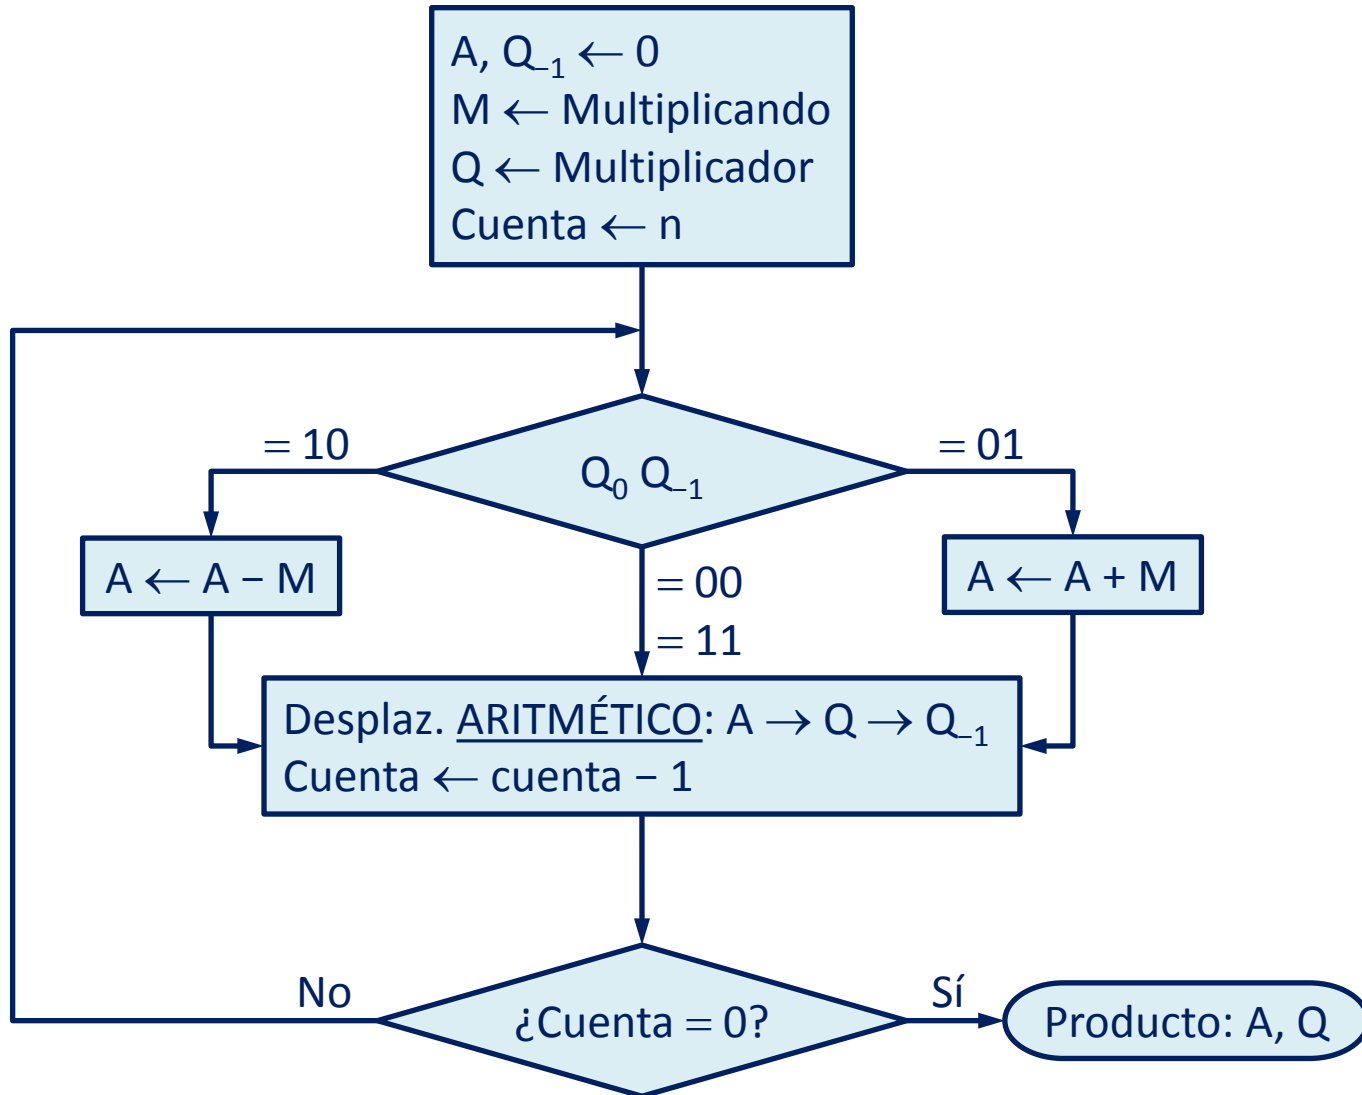 A, Q₋₁ ← 0
M ← Multiplicando
Q ← Multiplicador
Cuenta ← n
= 10
= 01
Q₀ Q₋₁
A ← A − M
= 00
= 11
A ← A + M
Desplaz. ARITMÉTICO: A → Q → Q₋₁
Cuenta ← cuenta − 1
No
¿Cuenta = 0?
Sí
Producto: A, Q